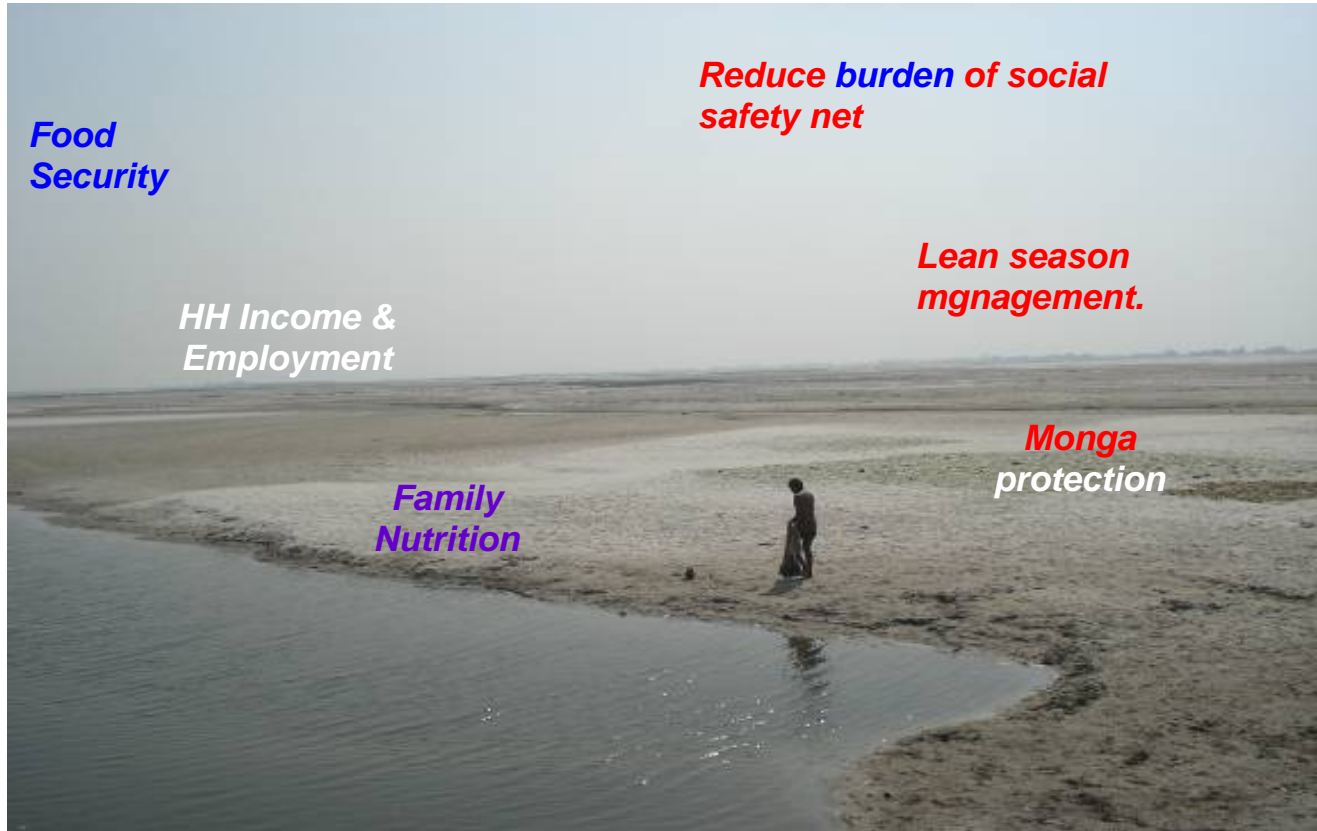 Reduce burden of social
safety net
Food
Security
Lean season
mgnagement.
HH Income &
Employment
Monga
protection
Family
Nutrition